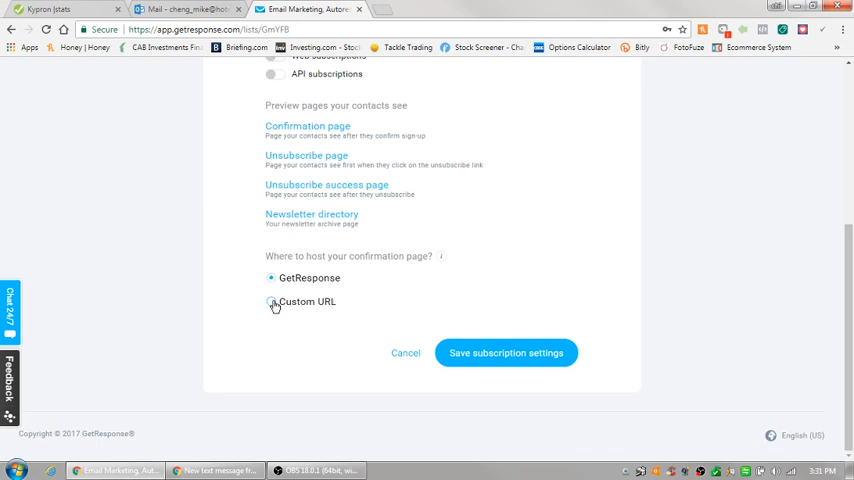 Kypron |stats
Mail - cheng_mike@hot
Email Marketing, Autore
Secure
https://app.getresponse.com/lists/GmYFB
Apps
Honey | Honey
CAB Investments Fin
Briefing.com
Investing.com - Stock
Tackle Trading
Stock Screener - Cha
Options Calculator
Bitly
FotoFuze
Ecommerce System
Web subscriptions
API subscriptions
Preview pages your contacts see
Confirmation page
Page your contacts see after they confirm sign-up
Unsubscribe page
Page your contacts see first when they click on the unsubscribe link
Unsubscribe success page
Page your contacts see after they unsubscribe
Newsletter directory
Your newsletter archive page
Where to host your confirmation page? i
GetResponse
Custom URL
Cancel
Save subscription settings
Chat 24/7
Feedback
Copyright © 2017 GetResponse®
English (US)
Email Marketing, Aut...
New text message fr...
OBS 18.0.1 (64bit, wi...
3:31 PM